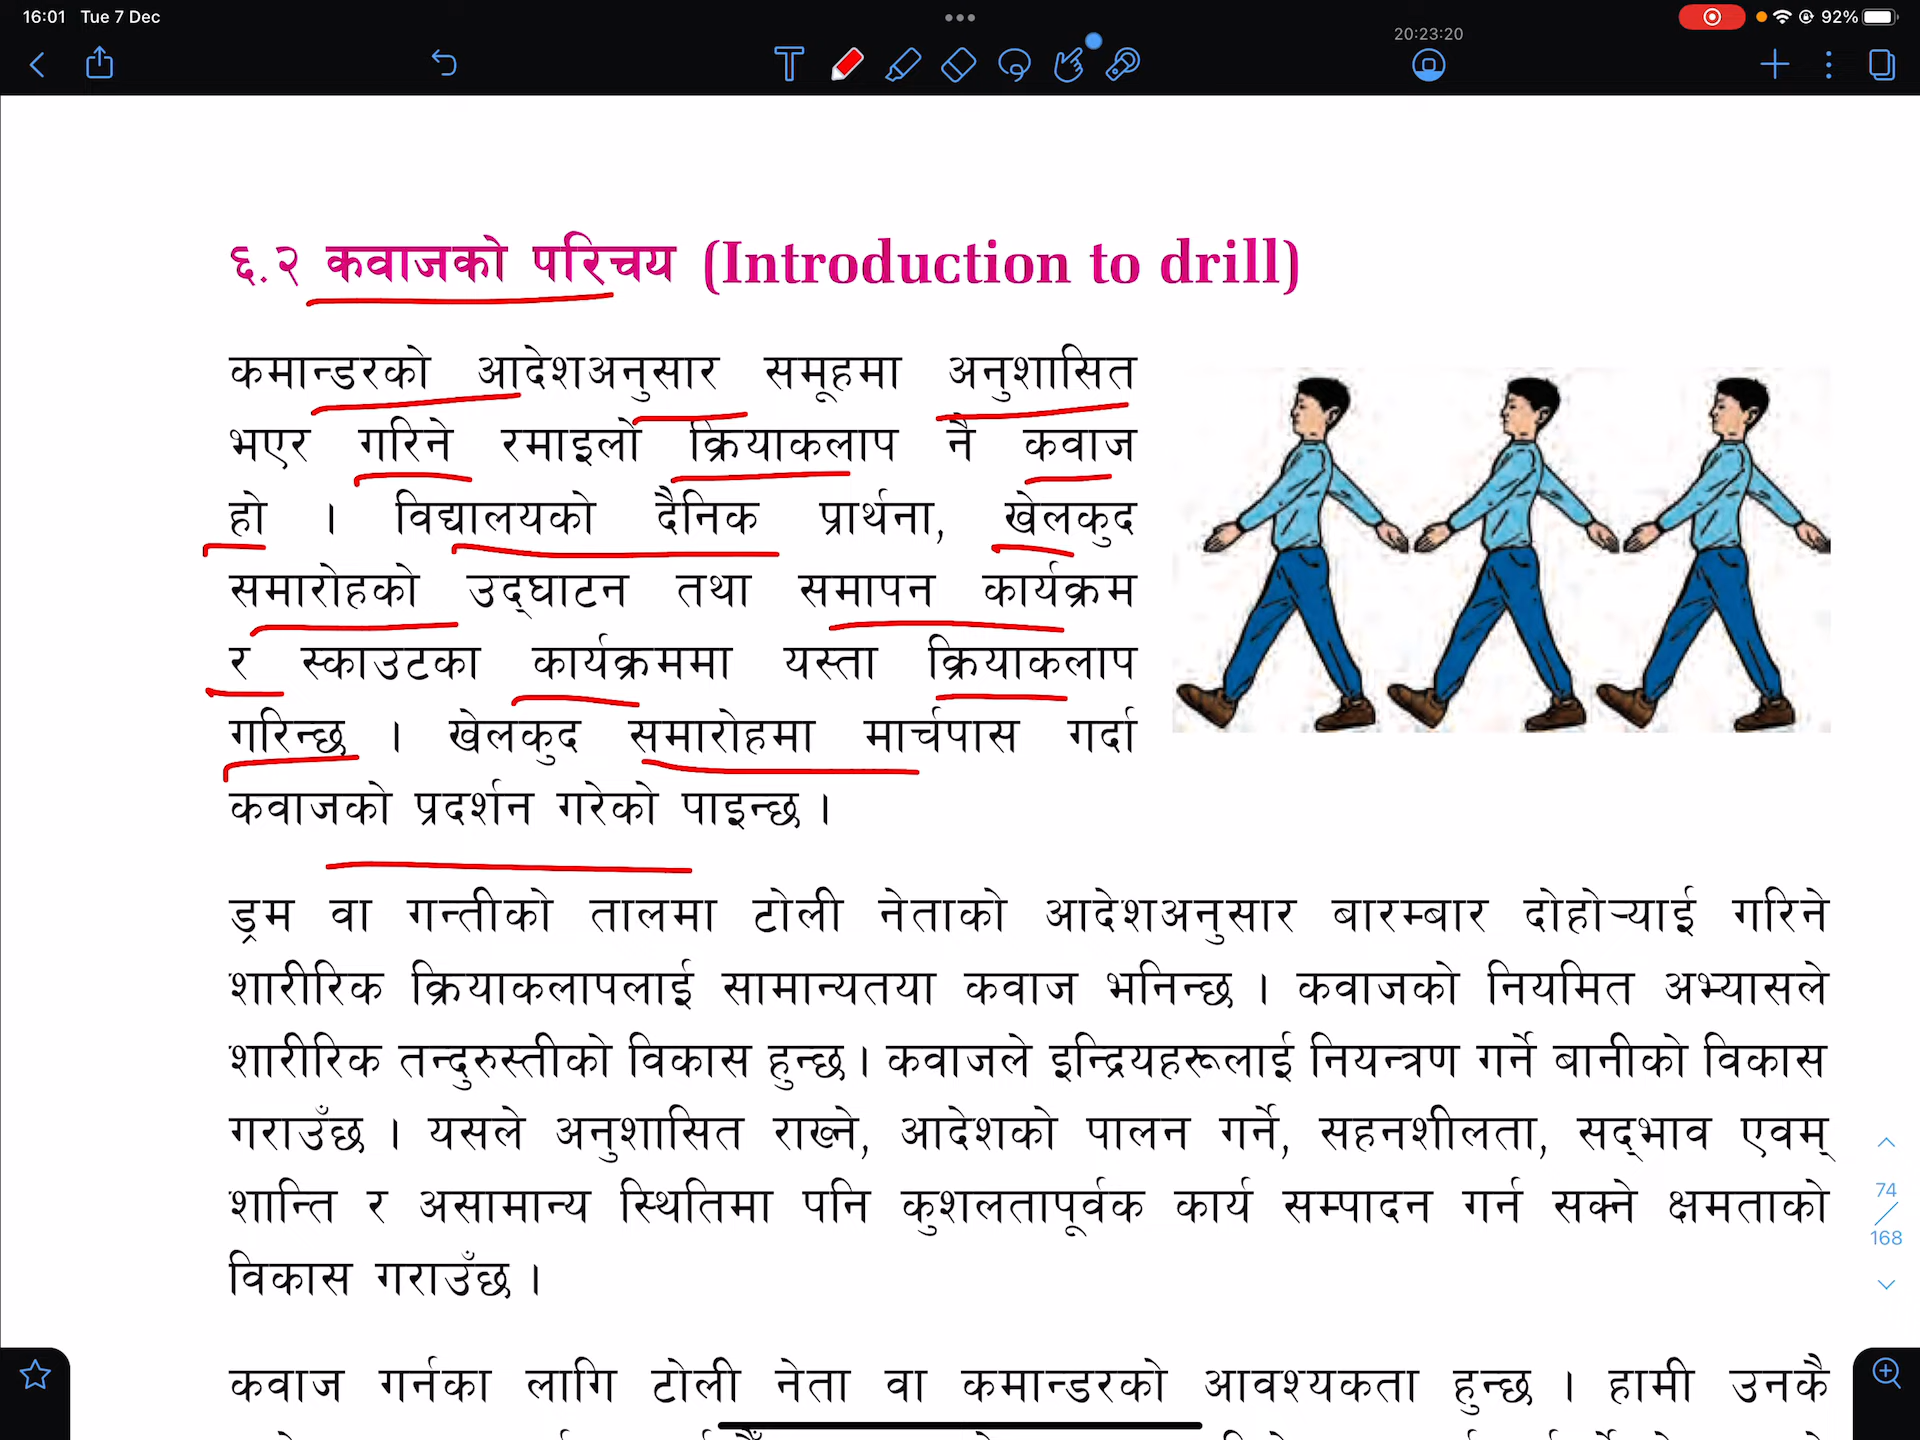 16:01 Tue 7 Dec
92%
20:23:20
६.२ कवाजको परिचय (Introduction to drill)
कमान्डरको आदेशअनुसार समूहमा अनुशासित
भएर गरिने रमाइलो क्रियाकलाप नै कवाज
हो । विद्यालयको दैनिक प्रार्थना, खेलकुद
समारोहको उद्‌घाटन तथा समापन कार्यक्रम
र स्काउटका कार्यक्रममा यस्ता क्रियाकलाप
गरिन्छ । खेलकुद समारोहमा मार्चपास गर्दा
कवाजको प्रदर्शन गरेको पाइन्छ ।
ड्रम वा गन्तीको तालमा टोली नेताको आदेशअनुसार बारम्बार दोहोऱ्याई गरिने
शारीरिक क्रियाकलापलाई सामान्यतया कवाज भनिन्छ । कवाजको नियमित अभ्यासले
शारीरिक तन्दुरुस्तीको विकास हुन्छ । कवाजले इन्द्रियहरूलाई नियन्त्रण गर्ने बानीको विकास
गराउँछ । यसले अनुशासित राख्ने, आदेशको पालन गर्ने, सहनशीलता, सद्‌भाव एवम्
शान्ति र असामान्य स्थितिमा पनि कुशलतापूर्वक कार्य सम्पादन गर्न सक्ने क्षमताको
विकास गराउँछ ।
74
168
कवाज गर्नका लागि टोली नेता वा कमान्डरको आवश्यकता हुन्छ । हामी उनकै